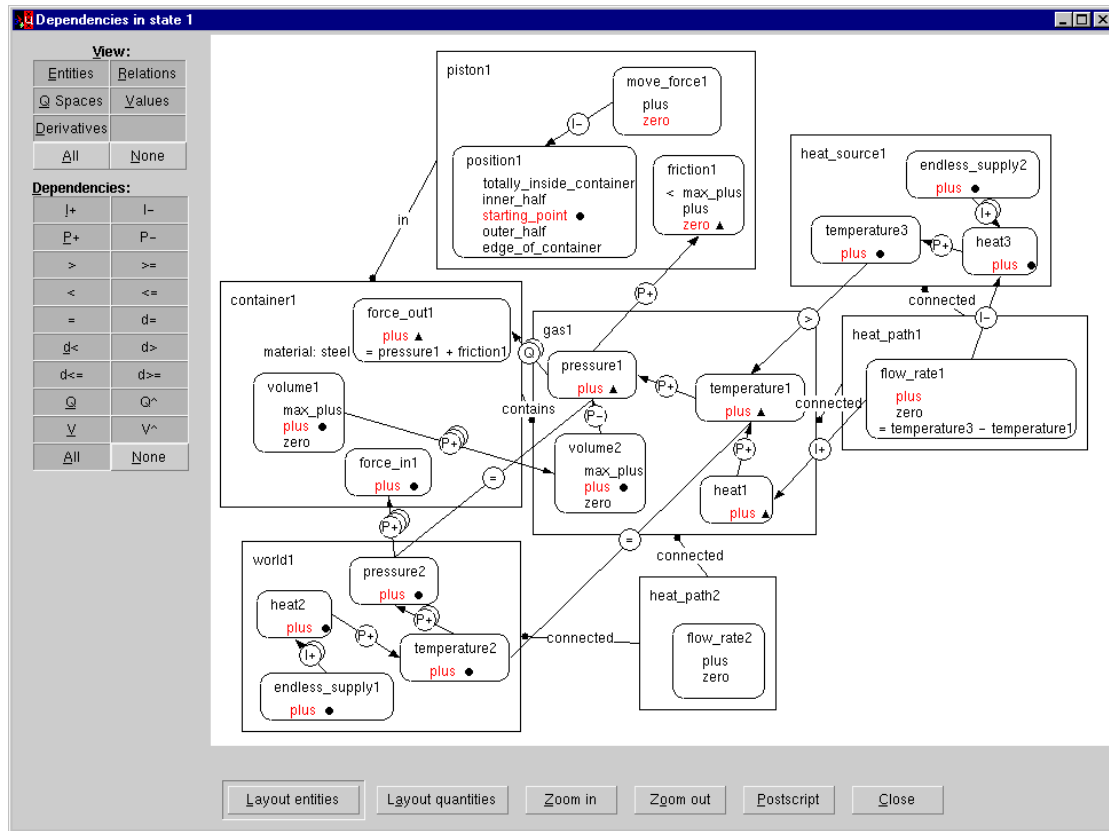 Dependencies in state 1
View:
Entities Relations
Q Spaces Values
Derivatives
All None
Dependencies:
I+ I-
P+ P-
> >=
< <=
= d=
d< d>
d<= d>=
Q Q^
V V^
All None
piston1
move_force1
plus
zero
I-
position1
totally_inside_container
inner_half
starting_point
outer_half
edge_of_container
friction1
< max_plus
plus
zero
in
P+
heat_source1
endless_supply2
plus
I+
temperature3
plus
P+
heat3
plus
connected
>
I-
container1
force_out1
plus
material: steel = pressure1 + friction1
Q
volume1
max_plus
plus
zero
P+
force_in1
plus
contains
=
P+
gas1
pressure1
plus
P+
temperature1
plus
P-
volume2
max_plus
plus
zero
P+
heat1
plus
connected
I+
=
heat_path1
flow_rate1
plus
zero
= temperature3 - temperature1
world1
pressure2
plus
heat2
plus
P+
P+
temperature2
plus
I+
endless_supply1
plus
connected
connected
heat_path2
flow_rate2
plus
zero
Layout entities Layout quantities Zoom in Zoom out Postscript Close